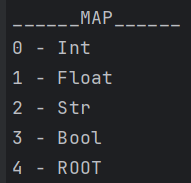 ______MAP______
0 - Int
1 - Float
2 - Str
3 - Bool
4 - ROOT